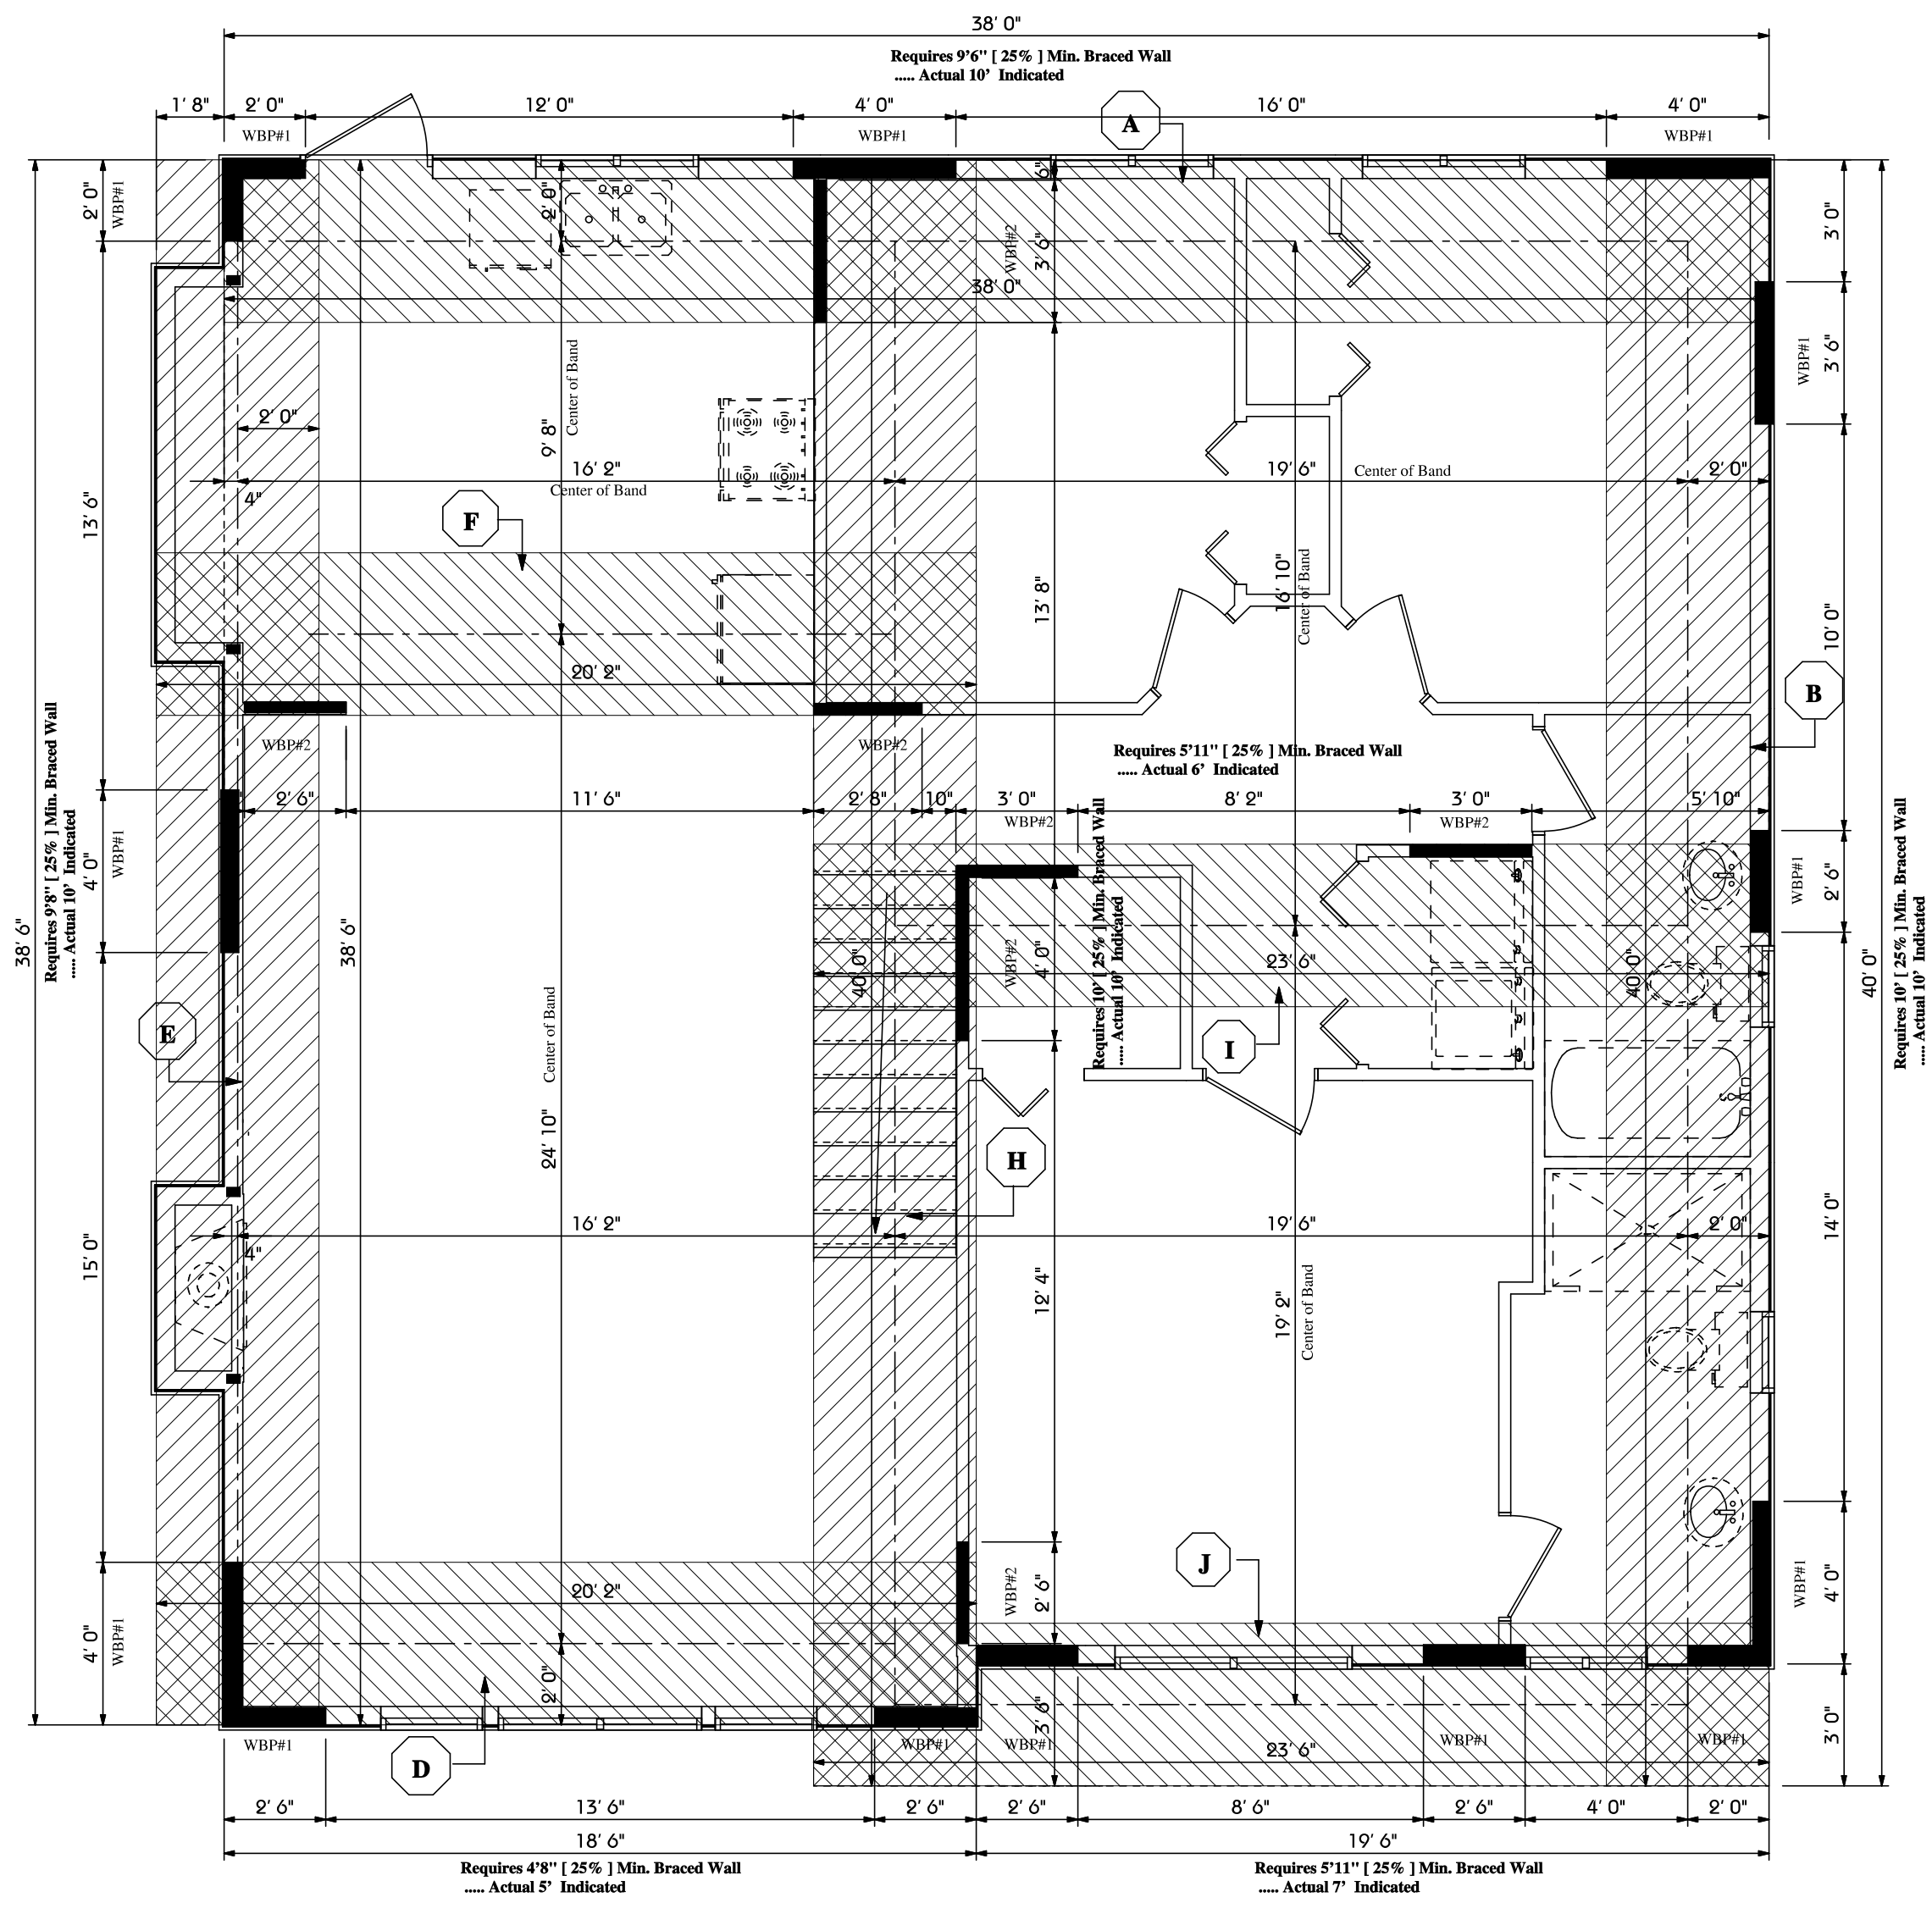 38' 0"
Requires 9'6" [ 25% ] Min. Braced Wall
..... Actual 10' Indicated
1' 8" 2' 0" 12' 0" 4' 0" 16' 0" 4' 0"
A
WBP#1 WBP#1 WBP#1
2' 0"
WBP#1
2' 0"
6"
3' 0"
WBP#2
3' 6"
38' 0"
Center of Band
9' 8"
WBP#1
3' 6"
2' 0"
16' 2" 19' 6" Center of Band 2' 0"
Center of Band
4"
13' 6"
F
16' 10"
Center of Band
13' 8"
10' 0"
20' 2"
B
WBP#2 WBP#2
Requires 5'11" [ 25% ] Min. Braced Wall
..... Actual 6' Indicated
2' 6" 11' 6" 2' 8" 10" 3' 0" 8' 2" 3' 0" 5' 10"
WBP#2 WBP#2
Requires 9'8" [ 25% ] Min. Braced Wall
..... Actual 10' Indicated
4' 0"
WBP#1
WBP#1
2' 6"
38' 6"
38' 6"
40' 0"
WBP#2
4' 0"
Requires 10' [ 25% ] Min. Braced Wall
..... Actual 10' Indicated
23' 6"
40' 0"
40' 0"
Requires 10' [ 25% ] Min. Braced Wall
..... Actual 10' Indicated
E
I
Center of Band
24' 10"
H
16' 2" 19' 6" 2' 0"
4"
15' 0"
14' 0"
12' 4"
19' 2"
Center of Band
J
20' 2"
WBP#2
2' 6"
WBP#1
4' 0"
4' 0"
WBP#1
2' 0"
3' 6"
3' 0"
WBP#1 WBP#1 WBP#1 WBP#1 WBP#1
23' 6"
D
2' 6" 13' 6" 2' 6" 2' 6" 8' 6" 2' 6" 4' 0" 2' 0"
18' 6" 19' 6"
Requires 4'8" [ 25% ] Min. Braced Wall
..... Actual 5' Indicated
Requires 5'11" [ 25% ] Min. Braced Wall
..... Actual 7' Indicated